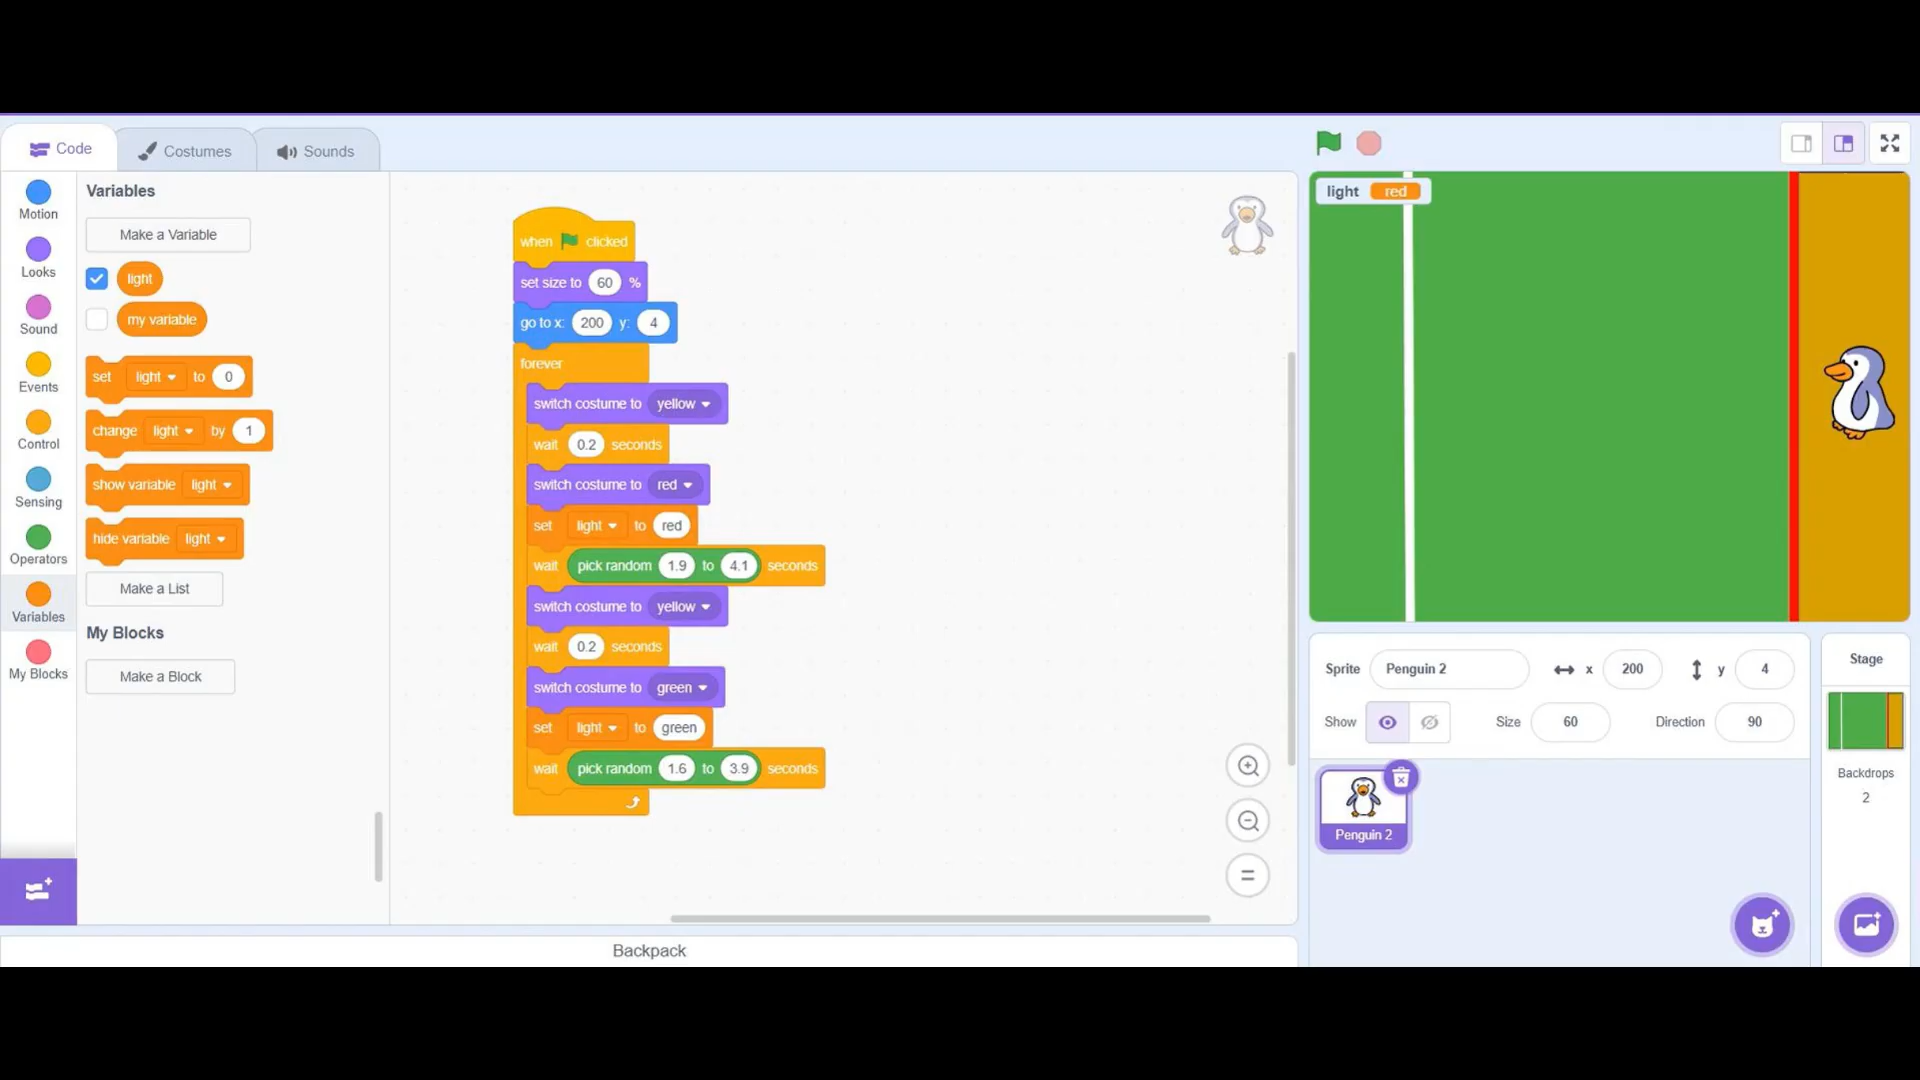 Code
Costumes
Sounds
Motion
Looks
Sound
Events
Control
Sensing
Operators
Variables
My Blocks
Variables
Make a Variable
light
my variable
set light to 0
change light by 1
show variable light
hide variable light
Make a List
My Blocks
Make a Block
when clicked
set size to 60 %
go to x: 200 y: 4
forever
switch costume to yellow
wait 0.2 seconds
switch costume to red
set light to red
wait pick random 1.9 to 4.1 seconds
switch costume to yellow
wait 0.2 seconds
switch costume to green
set light to green
wait pick random 1.6 to 3.9 seconds
Backpack
light red
Sprite Penguin 2 x 200 y 4
Show Size 60 Direction 90
Penguin 2
Stage
Backdrops
2